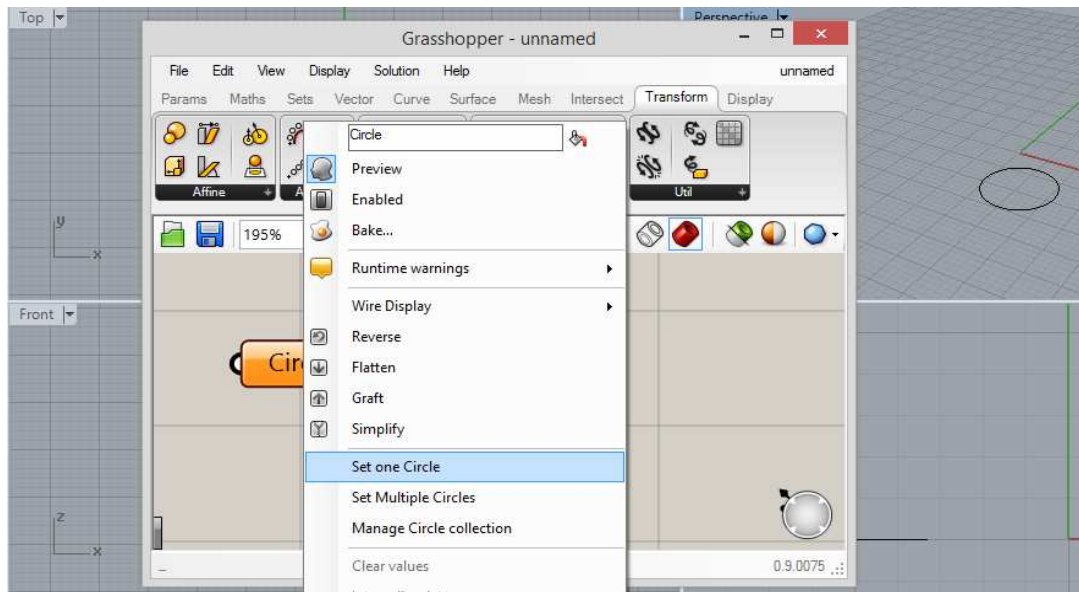 Top
Perspective
Grasshopper - unnamed
File Edit View Display Solution Help unnamed
Params Maths Sets Vector Curve Surface Mesh Intersect Transform Display
Circle
Preview
Affine
Util
Enabled
195%
Bake...
Runtime warnings
Wire Display
Front
Reverse
Flatten
Graft
Simplify
Set one Circle
Set Multiple Circles
Manage Circle collection
Clear values
0.9.0075
y
x
z
x